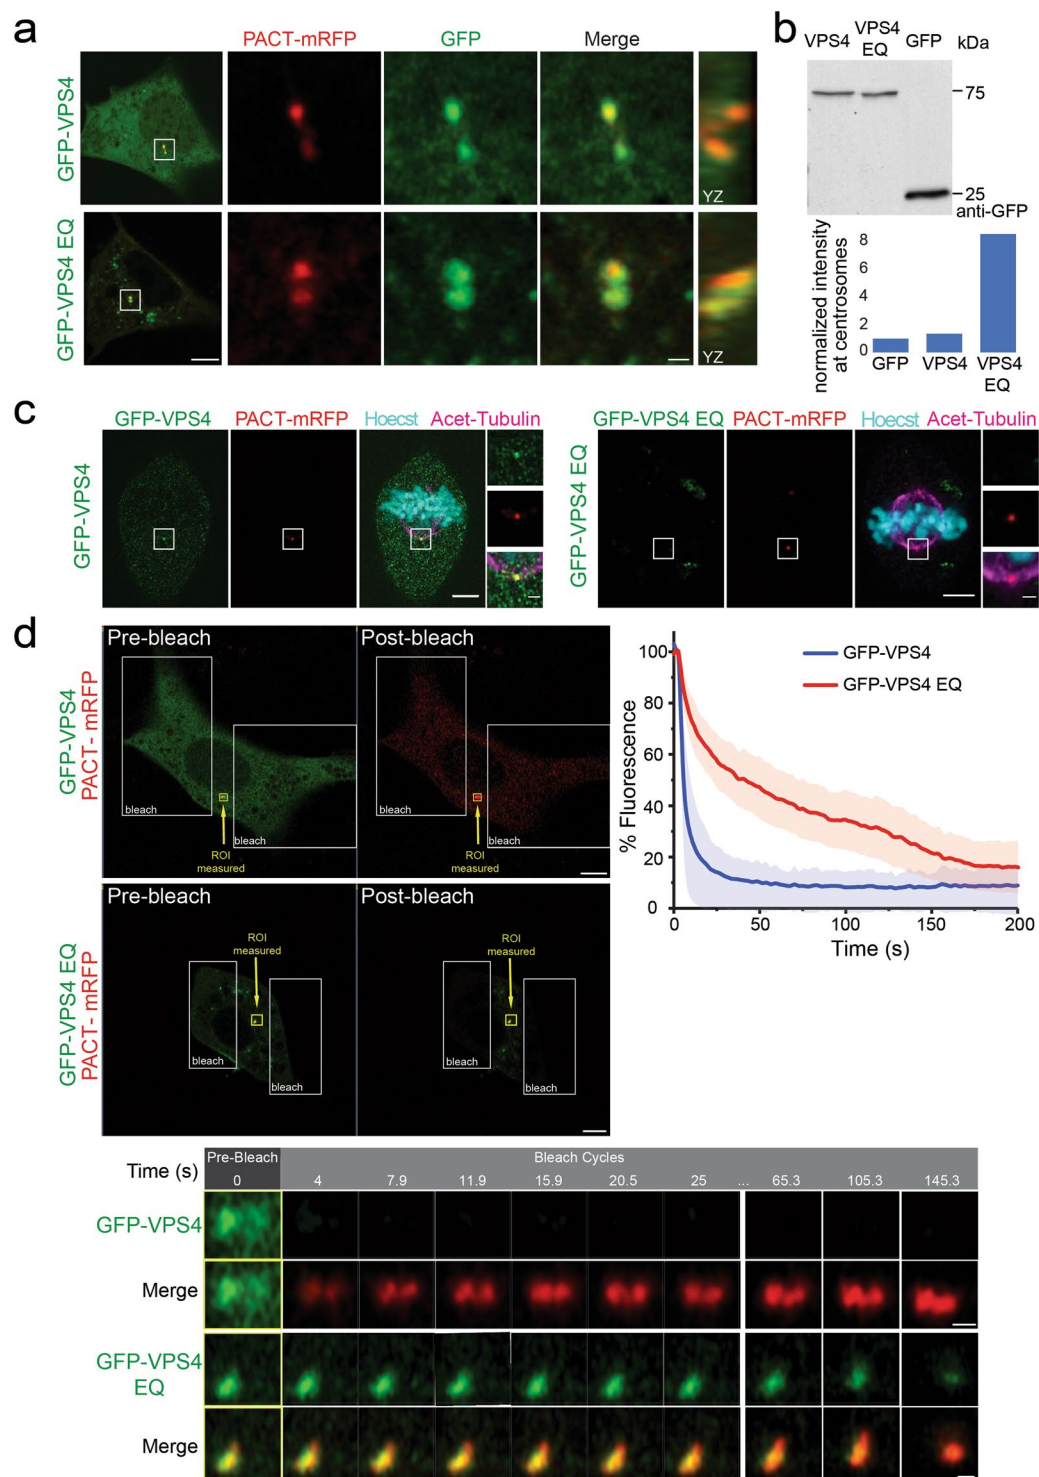 a
PACT-mRFP GFP Merge
GFP-VPS4
YZ
GFP-VPS4 EQ
YZ
b
VPS4 VPS4 EQ GFP kDa
75
25
anti-GFP
normalized intensity at centrosomes
8
6
4
2
0
GFP VPS4 VPS4 EQ
c
GFP-VPS4 PACT-mRFP Hoecst Acet-Tubulin
GFP-VPS4
GFP-VPS4 EQ PACT-mRFP Hoecst Acet-Tubulin
GFP-VPS4 EQ
d
Pre-bleach Post-bleach
GFP-VPS4
PACT- mRFP
bleach
ROI measured
bleach
bleach
ROI measured
bleach
Pre-bleach Post-bleach
GFP-VPS4 EQ
PACT- mRFP
ROI measured
bleach
bleach
ROI measured
bleach
bleach
GFP-VPS4
GFP-VPS4 EQ
% Fluorescence
100
80
60
40
20
0
0 50 100 150 200
Time (s)
Pre-Bleach Bleach Cycles
Time (s) 0 4 7.9 11.9 15.9 20.5 25 ... 65.3 105.3 145.3
GFP-VPS4
Merge
GFP-VPS4
EQ
Merge